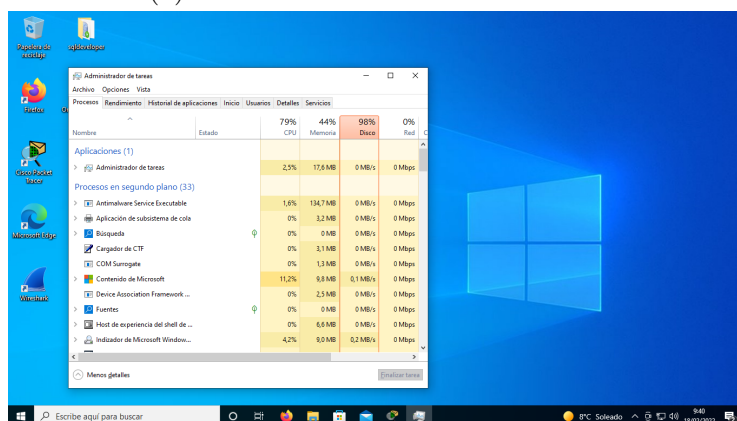 Papelera de reciclaje
sqldeveloper
Firefox
Cisco Packet Tracer
Microsoft Edge
Wireshark
Administrador de tareas
Archivo Opciones Vista
Procesos Rendimiento Historial de aplicaciones Inicio Usuarios Detalles Servicios
79% 44% 98% 0%
Nombre Estado CPU Memoria Disco Red
Aplicaciones (1)
Administrador de tareas 2,5% 17,6 MB 0 MB/s 0 Mbps
Procesos en segundo plano (33)
Antimalware Service Executable 1,6% 134,7 MB 0 MB/s 0 Mbps
Aplicación de subsistema de cola 0% 3,2 MB 0 MB/s 0 Mbps
Búsqueda 0% 0 MB 0 MB/s 0 Mbps
Cargador de CTF 0% 3,1 MB 0 MB/s 0 Mbps
COM Surrogate 0% 1,3 MB 0 MB/s 0 Mbps
Contenido de Microsoft 11,2% 9,8 MB 0,1 MB/s 0 Mbps
Device Association Framework ... 0% 2,5 MB 0 MB/s 0 Mbps
Fuentes 0% 0 MB 0 MB/s 0 Mbps
Host de experiencia del shell de ... 0% 6,6 MB 0 MB/s 0 Mbps
Indizador de Microsoft Window... 4,2% 9,0 MB 0,2 MB/s 0 Mbps
Menos detalles
Finalizar tarea
Escribe aquí para buscar
8°C Soleado
9:40